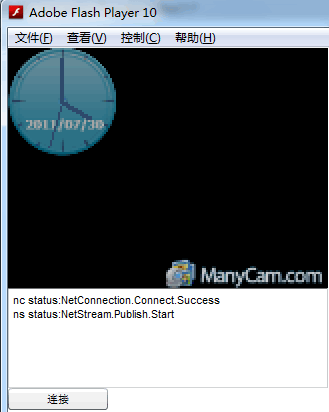 Adobe Flash Player 10
文件(F) 查看(V) 控制(C) 帮助(H)
2011/07/30
ManyCam.com
nc status:NetConnection.Connect.Success
ns status:NetStream.Publish.Start
连接